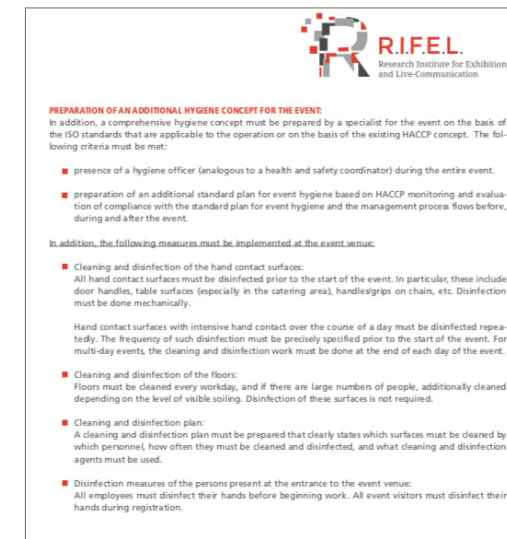 R.I.F.E.L.
Research Institute for Exhibition
and Live-Communication
PREPARATION OF AN ADDITIONAL HYGIENE CONCEPT FOR THE EVENT:
In addition, a comprehensive hygiene concept must be prepared by a specialist for the event on the basis of
the ISO standards that are applicable to the operation or on the basis of the existing HACCP concept. The fol-
lowing criteria must be met:
presence of a hygiene officer (analogous to a health and safety coordinator) during the entire event.
preparation of an additional standard plan for event hygiene based on HACCP monitoring and evalua-
tion of compliance with the standard plan for event hygiene and the management process flows before,
during and after the event.
In addition, the following measures must be implemented at the event venue:
Cleaning and disinfection of the hand contact surfaces:
All hand contact surfaces must be disinfected prior to the start of the event. In particular, these include
door handles, table surfaces (especially in the catering area), handles/grips on chairs, etc. Disinfection
must be done mechanically.
Hand contact surfaces with intensive hand contact over the course of a day must be disinfected repea-
tedly. The frequency of such disinfection must be precisely specified prior to the start of the event. For
multi-day events, the cleaning and disinfection work must be done at the end of each day of the event.
Cleaning and disinfection of the floors:
Floors must be cleaned every workday, and if there are large numbers of people, additionally cleaned
depending on the level of visible soiling. Disinfection of these surfaces is not required.
Cleaning and disinfection plan:
A cleaning and disinfection plan must be prepared that clearly states which surfaces must be cleaned by
which personnel, how often they must be cleaned and disinfected, and what cleaning and disinfection
agents must be used.
Disinfection measures of the persons present at the entrance to the event venue:
All employees must disinfect their hands before beginning work. All event visitors must disinfect their
hands during registration.